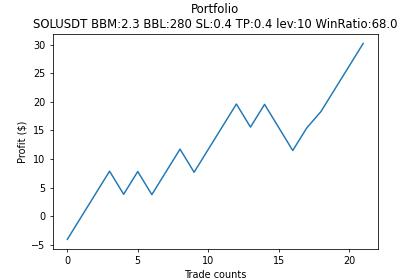 Portfolio
SOLUSDT BBM:2.3 BBL:280 SL:0.4 TP:0.4 lev:10 WinRatio:68.0
30
25
20
15
10
5
0
−5
Profit ($)
0 5 10 15 20
Trade counts